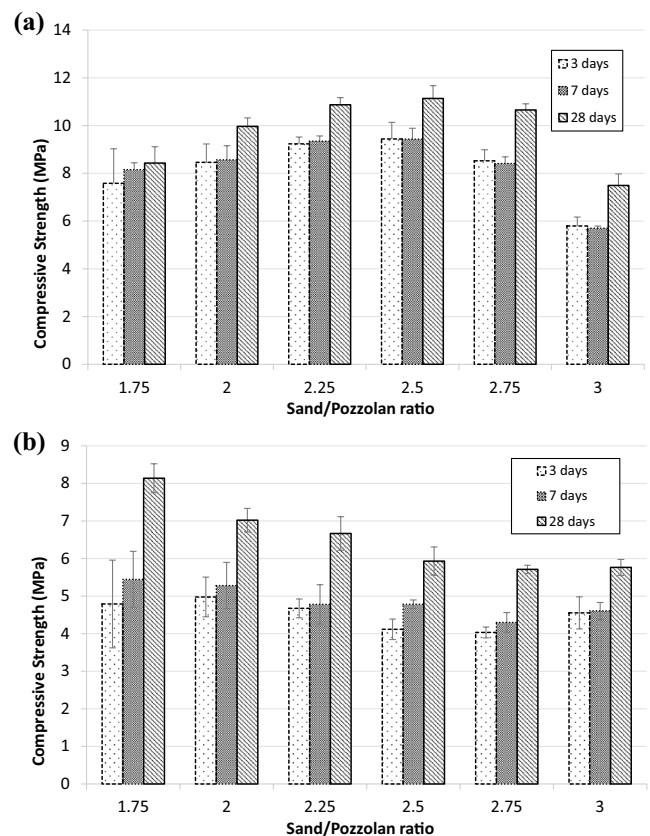 (a)
14
12
10
8
6
4
2
0
Compressive Strength (MPa)
3 days
7 days
28 days
1.75 2 2.25 2.5 2.75 3
Sand/Pozzolan ratio
(b)
9
8
7
6
5
4
3
2
1
0
Compressive Strength (MPa)
3 days
7 days
28 days
1.75 2 2.25 2.5 2.75 3
Sand/Pozzolan ratio